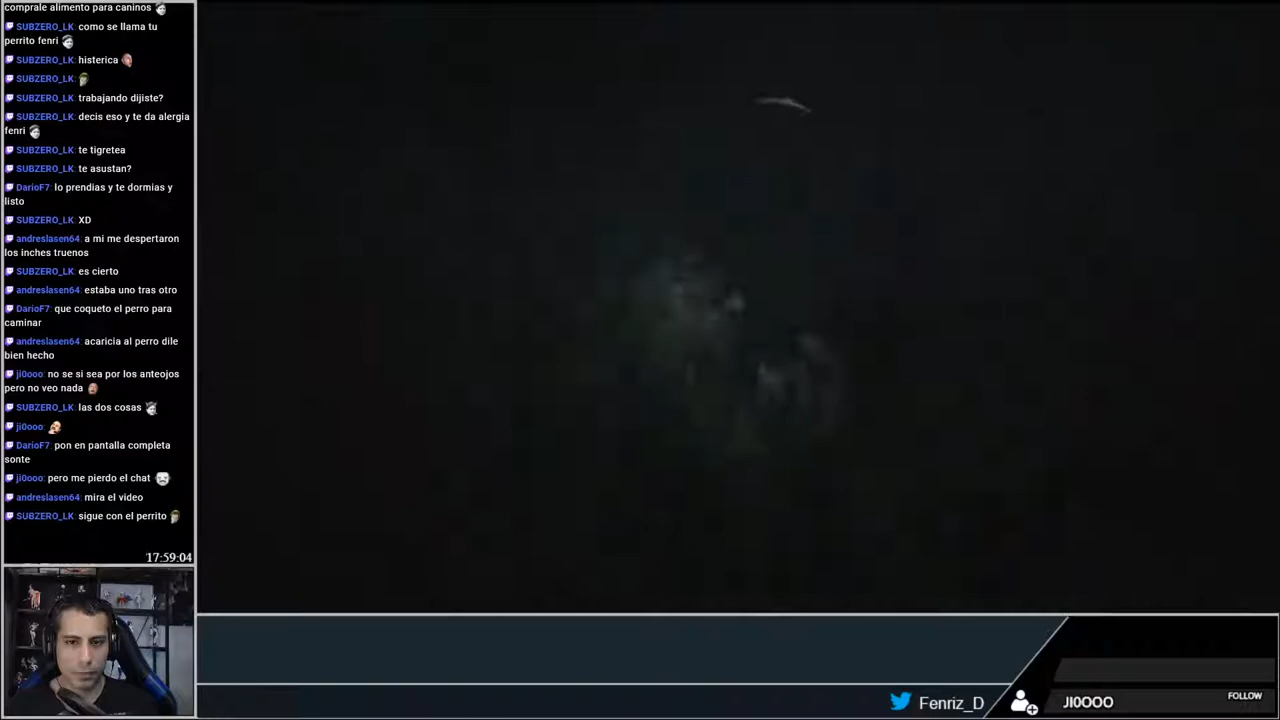 comprale alimento para caninos
SUBZERO_LK: como se llama tu
perrito fenri
SUBZERO_LK: histerica
SUBZERO_LK:
SUBZERO_LK: trabajando dijiste?
SUBZERO_LK: decis eso y te da alergia
fenri
SUBZERO_LK: te tigretea
SUBZERO_LK: te asustan?
DarioF7: lo prendias y te dormias y
listo
SUBZERO_LK: XD
andreslasen64: a mi me despertaron
los inches truenos
SUBZERO_LK: es cierto
andreslasen64: estaba uno tras otro
DarioF7: que coqueto el perro para
caminar
andreslasen64: acaricia al perro dile
bien hecho
ji0ooo: no se si sea por los anteojos
pero no veo nada
SUBZERO_LK: las dos cosas
ji0ooo:
DarioF7: pon en pantalla completa
sonte
ji0ooo: pero me pierdo el chat
andreslasen64: mira el video
SUBZERO_LK: sigue con el perrito
17:59:04
Fenriz_D
JI0OOO
FOLLOW